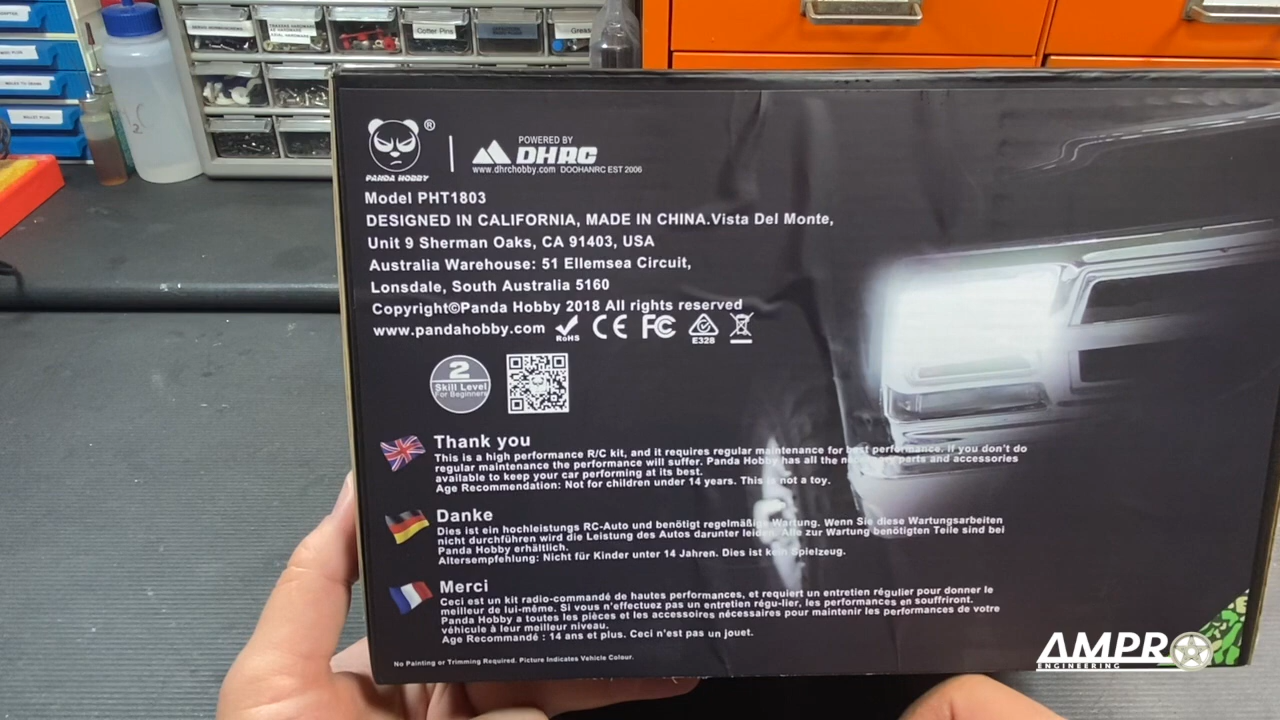 Cotter Pins
PANDA HOBBY
®
POWERED BY
DHRC
www.dhrchobby.com DOOHANRC EST 2006
Model PHT1803
DESIGNED IN CALIFORNIA, MADE IN CHINA.Vista Del Monte,
Unit 9 Sherman Oaks, CA 91403, USA
Australia Warehouse: 51 Ellemsea Circuit,
Lonsdale, South Australia 5160
Copyright©Panda Hobby 2018 All rights reserved
www.pandahobby.com RoHS CE FC E328
2
Skill Level
For Beginners
Thank you
This is a high performance R/C kit, and it requires regular maintenance for best performance. If you don't do
regular maintenance the performance will suffer. Panda Hobby has all the necessary parts and accessories
available to keep your car performing at its best.
Age Recommendation: Not for children under 14 years. This is not a toy.
Danke
Dies ist ein hochleistungs RC-Auto und benötigt regelmäßige Wartung. Wenn Sie diese Wartungsarbeiten
nicht durchführen wird die Leistung des Autos darunter leiden. Alle zur Wartung benötigten Teile sind bei
Panda Hobby erhältlich.
Altersempfehlung: Nicht für Kinder unter 14 Jahren. Dies ist kein Spielzeug.
Merci
Ceci est un kit radio-commandé de hautes performances, et requiert un entretien régulier pour donner le
meilleur de lui-même. Si vous n'effectuez pas un entretien régu-lier, les performances en souffriront.
Panda Hobby a toutes les pièces et les accessoires nécessaires pour maintenir les performances de votre
véhicule à leur meilleur niveau.
Age Recommandé : 14 ans et plus. Ceci n'est pas un jouet.
No Painting or Trimming Required. Picture Indicates Vehicle Colour.
AMPRO
ENGINEERING